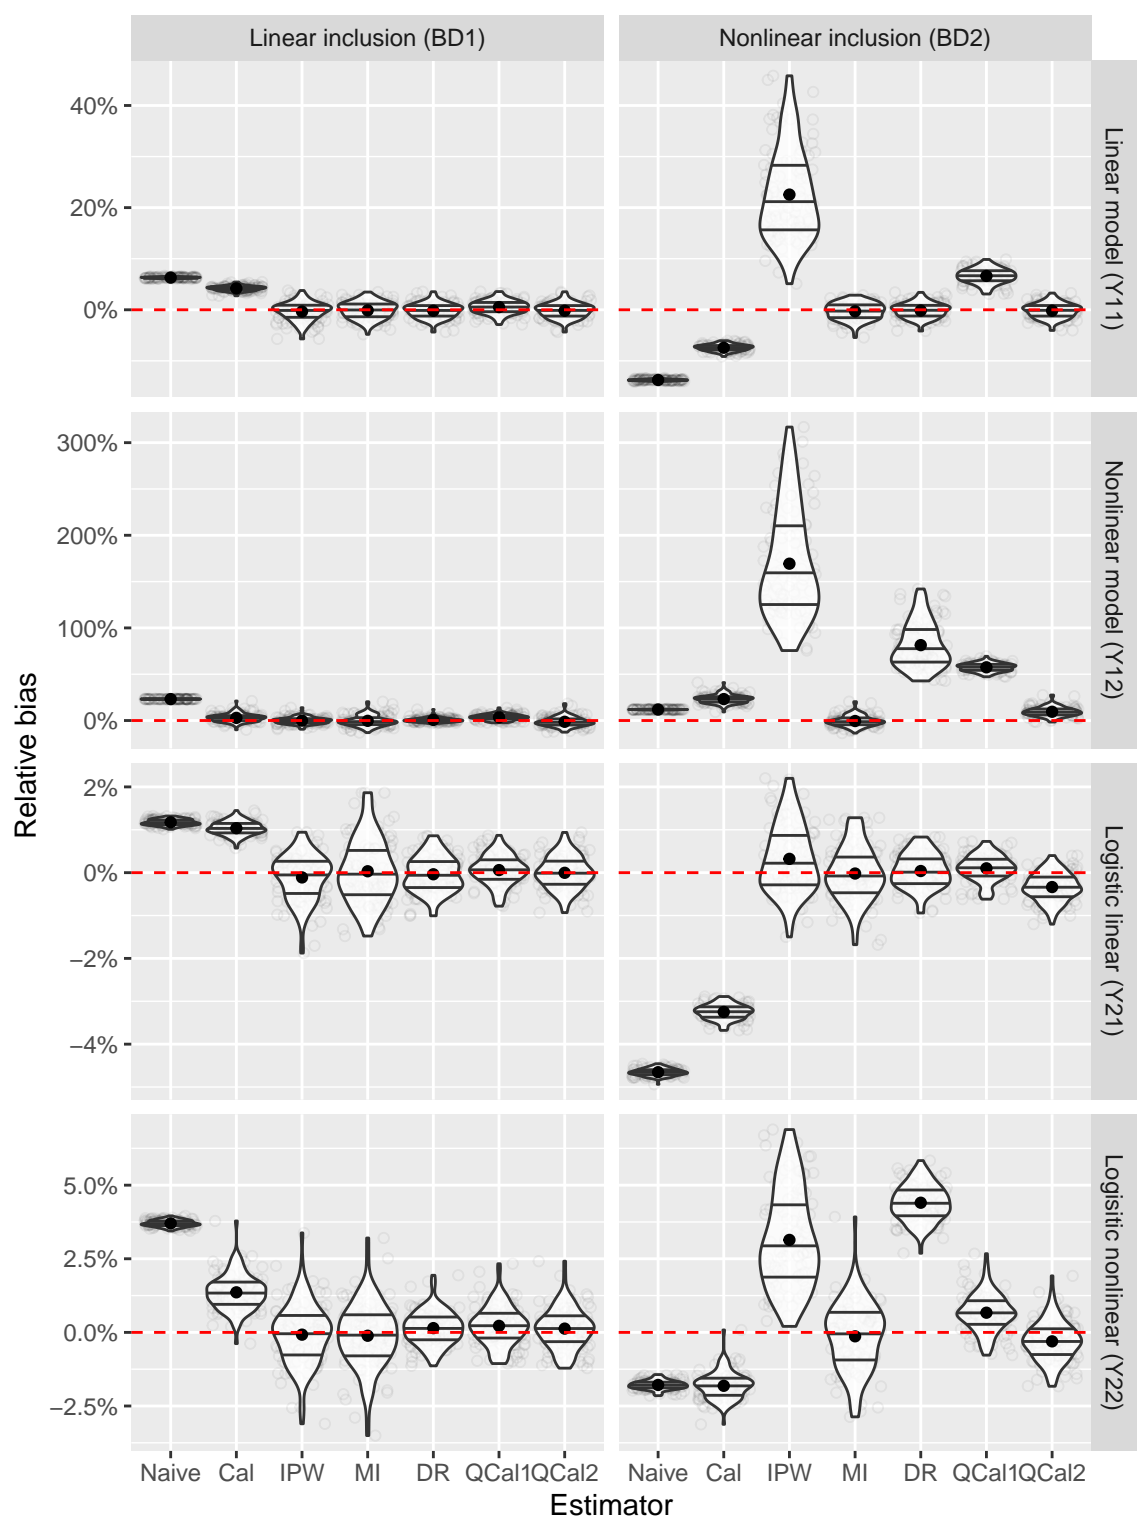 Linear inclusion (BD1)
Nonlinear inclusion (BD2)
40%
20%
0%
Linear model (Y11)
300%
200%
100%
0%
Nonlinear model (Y12)
Relative bias
2%
0%
−2%
−4%
Logistic linear (Y21)
5.0%
2.5%
0.0%
−2.5%
Logisitic nonlinear (Y22)
Naive Cal IPW MI DR QCal1 QCal2
Naive Cal IPW MI DR QCal1 QCal2
Estimator